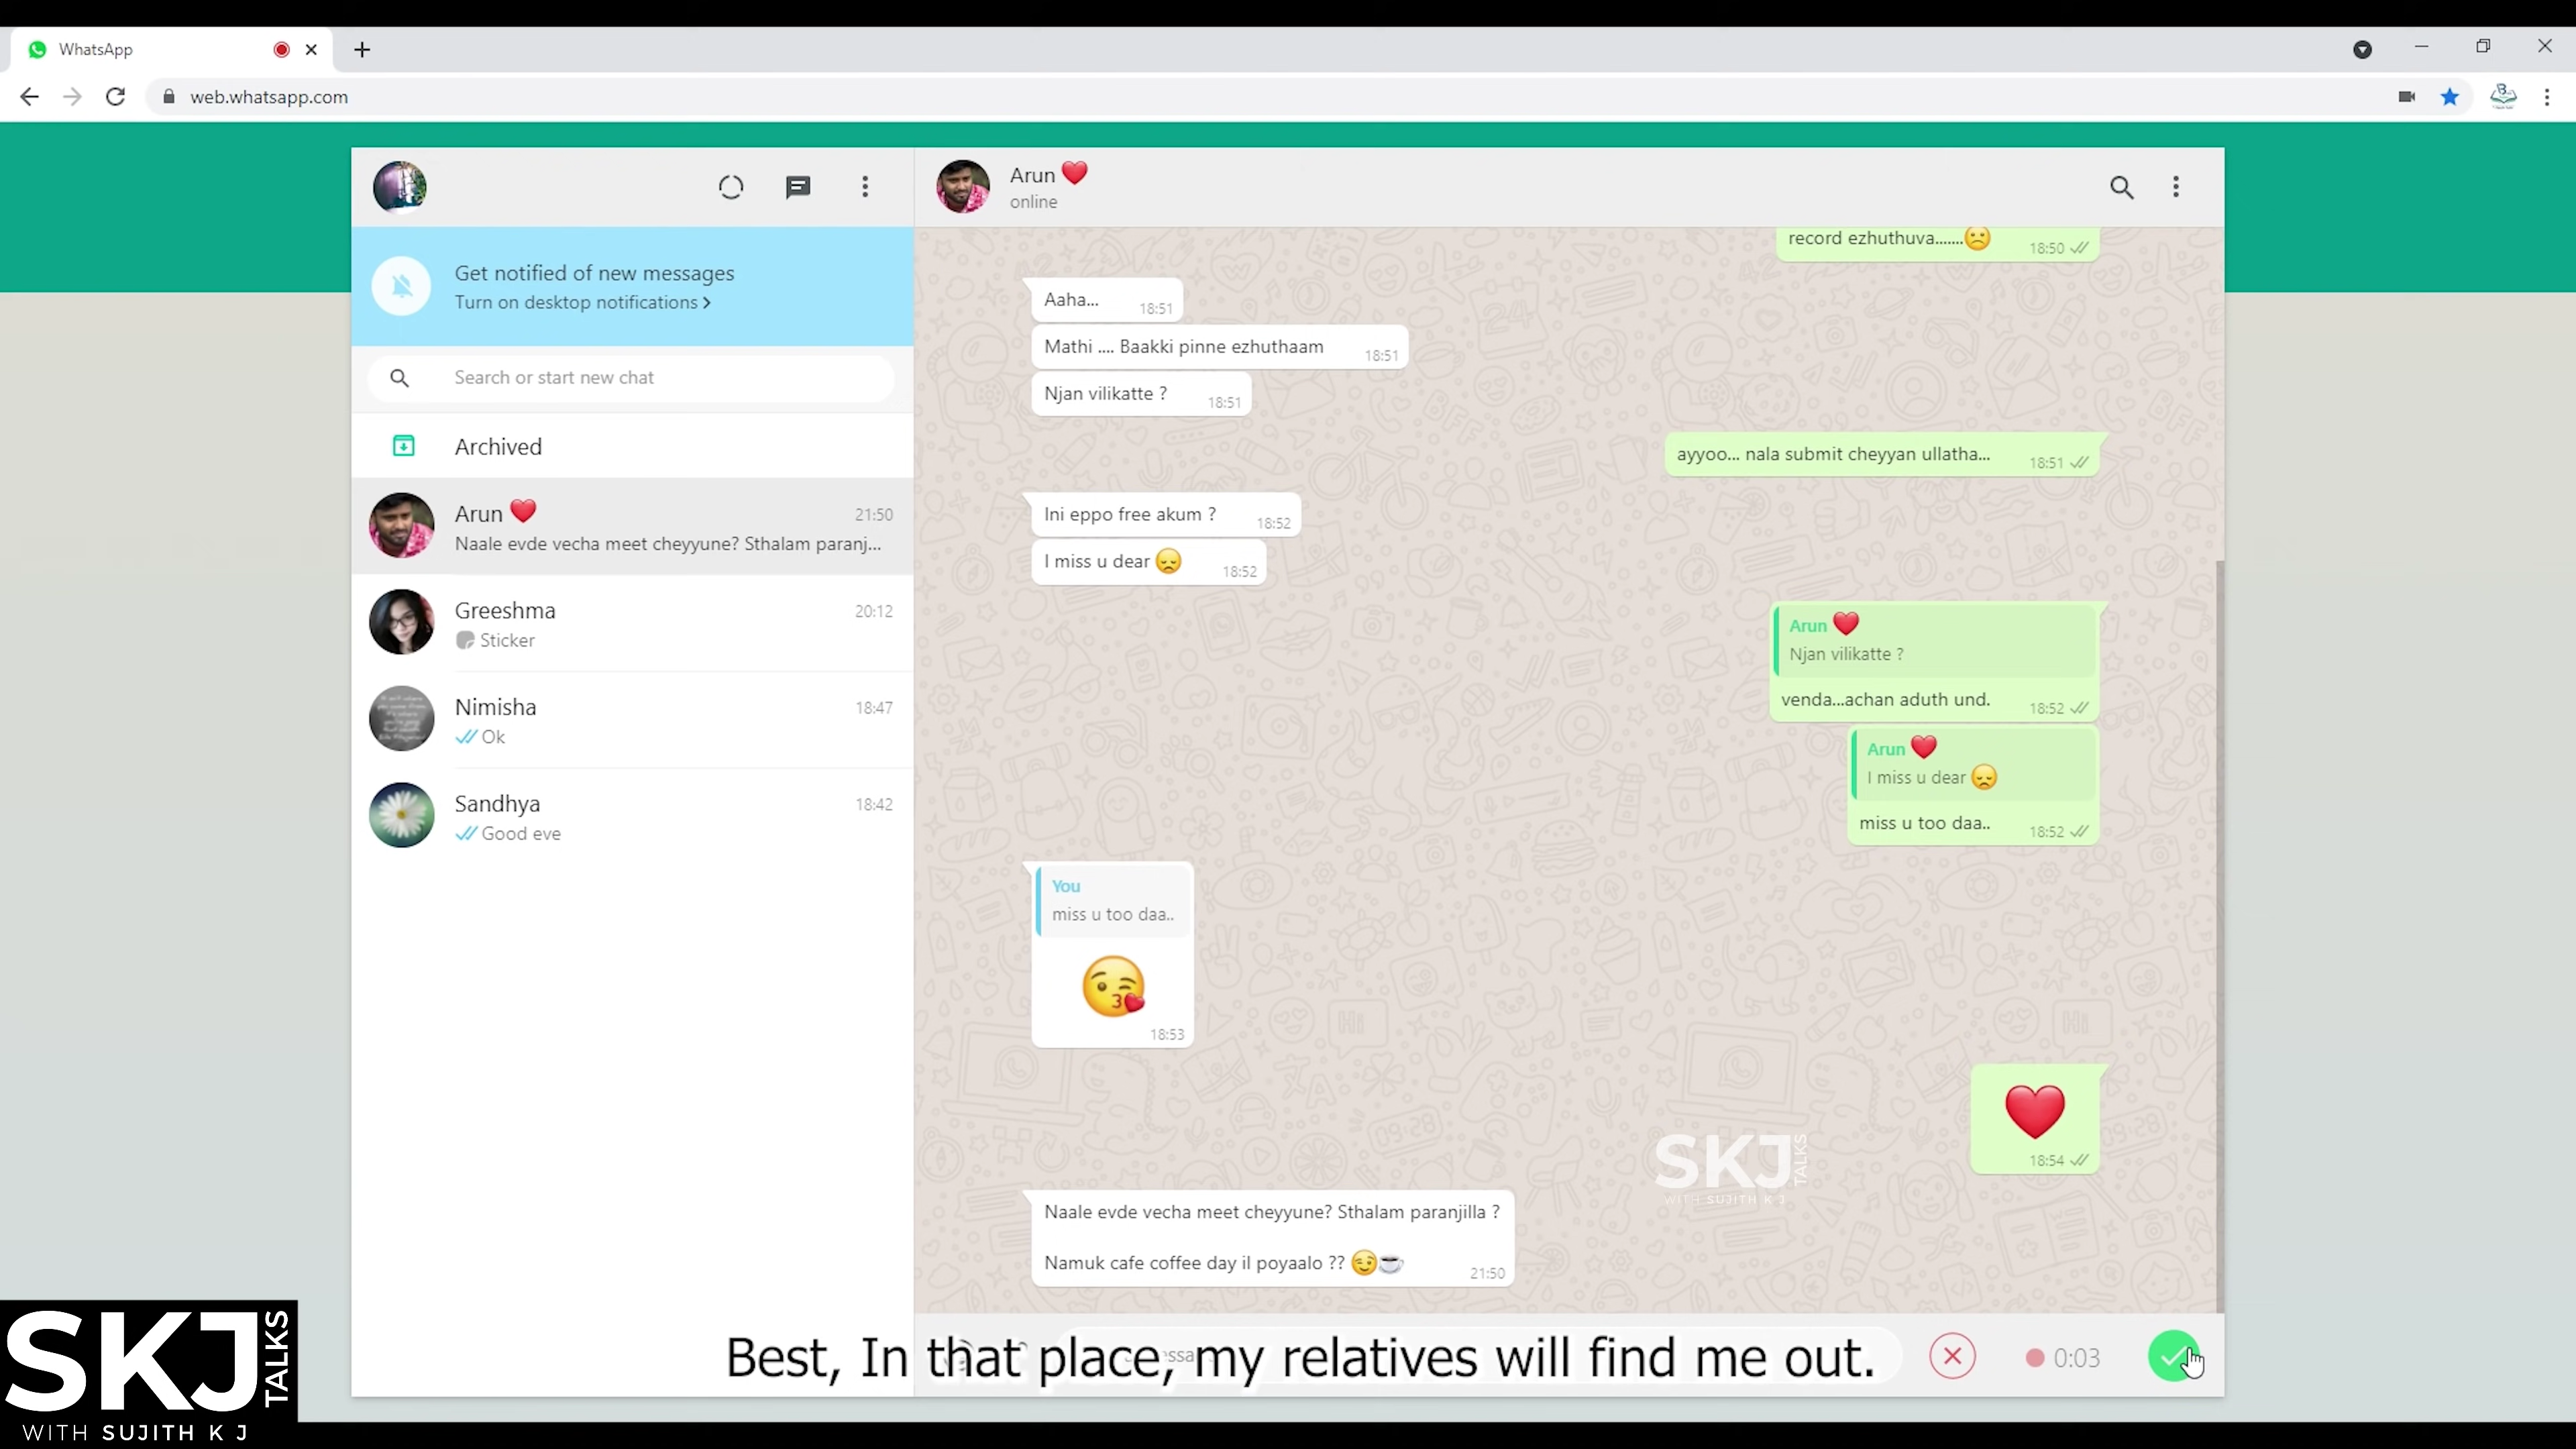 WhatsApp
web.whatsapp.com
Get notified of new messages
Turn on desktop notifications >
Search or start new chat
Archived
Arun ❤️ 21:50
Naale evde vecha meet cheyyune? Sthalam paranj...
Greeshma 20:12
Sticker
Nimisha 18:47
Ok
Sandhya 18:42
Good eve
Arun ❤️
online
record ezhuthuva.......🙁 18:50
Aaha... 18:51
Mathi .... Baakki pinne ezhuthaam 18:51
Njan vilikatte ? 18:51
ayyoo... nala submit cheyyan ullatha... 18:51
Ini eppo free akum ? 18:52
I miss u dear 😞 18:52
Arun ❤️
Njan vilikatte ?
venda...achan aduth und. 18:52
Arun ❤️
I miss u dear 😞
miss u too daa.. 18:52
You
miss u too daa..
😘
18:53
❤️
18:54
Naale evde vecha meet cheyyune? Sthalam paranjilla ?
Namuk cafe coffee day il poyaalo ?? 😉☕ 21:50
SKJ TALKS
WITH SUJITH K J
0:03
Best, In that place, my relatives will find me out.
SKJ TALKS
WITH SUJITH K J